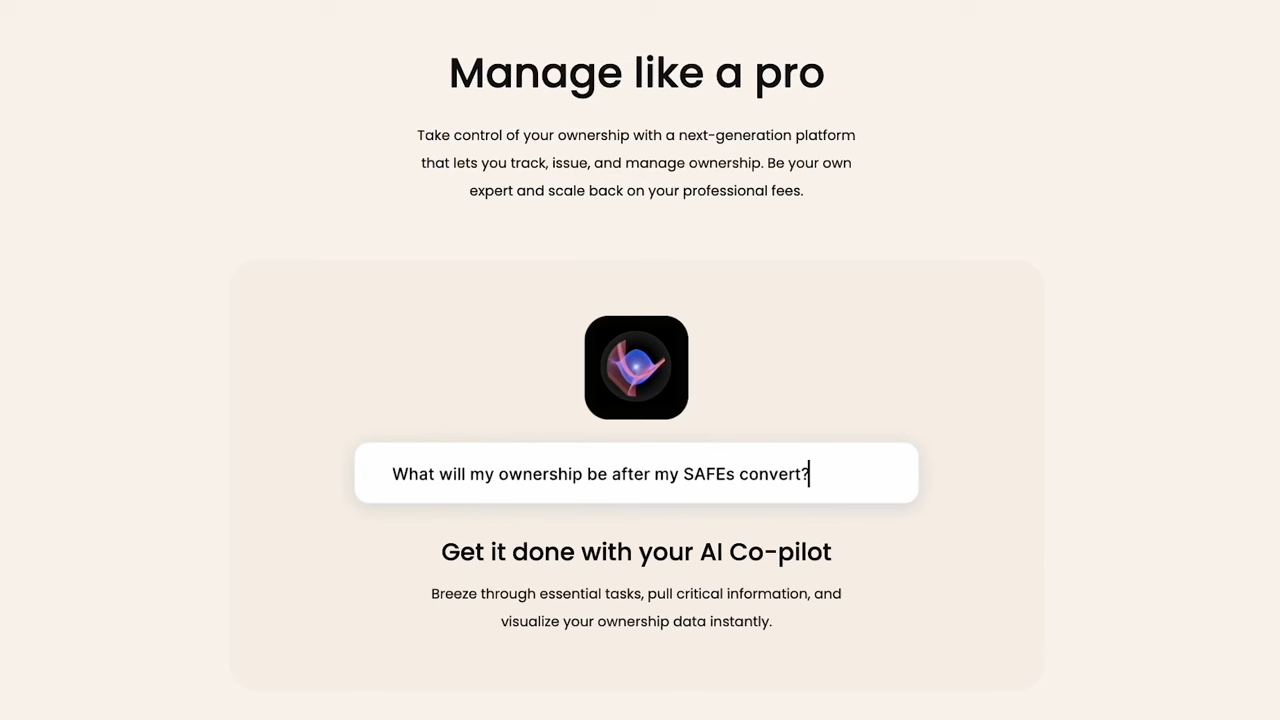 Manage like a pro
Take control of your ownership with a next-generation platform
that lets you track, issue, and manage ownership. Be your own
expert and scale back on your professional fees.
What will my ownership be after my SAFEs convert?
Get it done with your AI Co-pilot
Breeze through essential tasks, pull critical information, and
visualize your ownership data instantly.